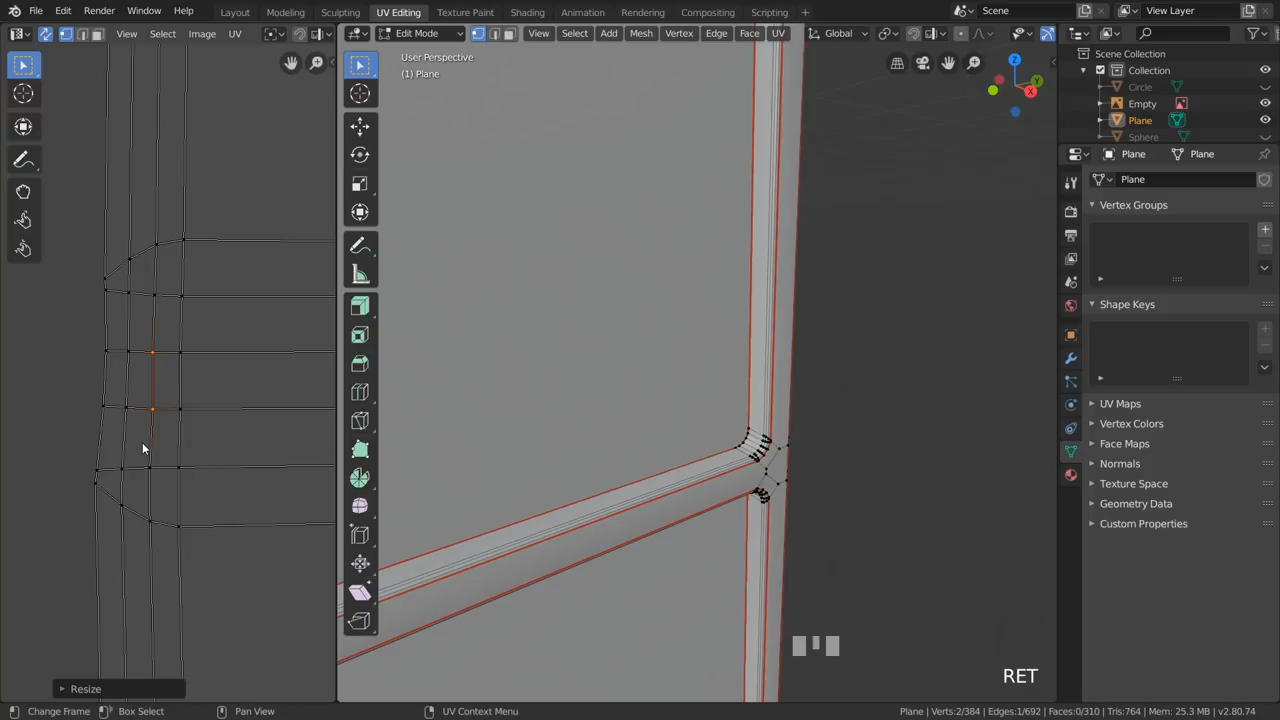 File Edit Render Window Help Layout Modeling Sculpting UV Editing Texture Paint Shading Animation Rendering Compositing Scripting + Scene View Layer
View Select Image UV Edit Mode View Select Add Mesh Vertex Edge Face UV Global
User Perspective
(1) Plane
Scene Collection
Collection
Circle
Empty
Plane
Sphere
Plane Plane
Plane
Vertex Groups
Shape Keys
UV Maps
Vertex Colors
Face Maps
Normals
Texture Space
Geometry Data
Custom Properties
X
Y
Z
RET
Resize
Change Frame Box Select Pan View UV Context Menu Plane | Verts:2/384 | Edges:1/692 | Faces:0/310 | Tris:764 | Mem: 25.3 MB | v2.80.74